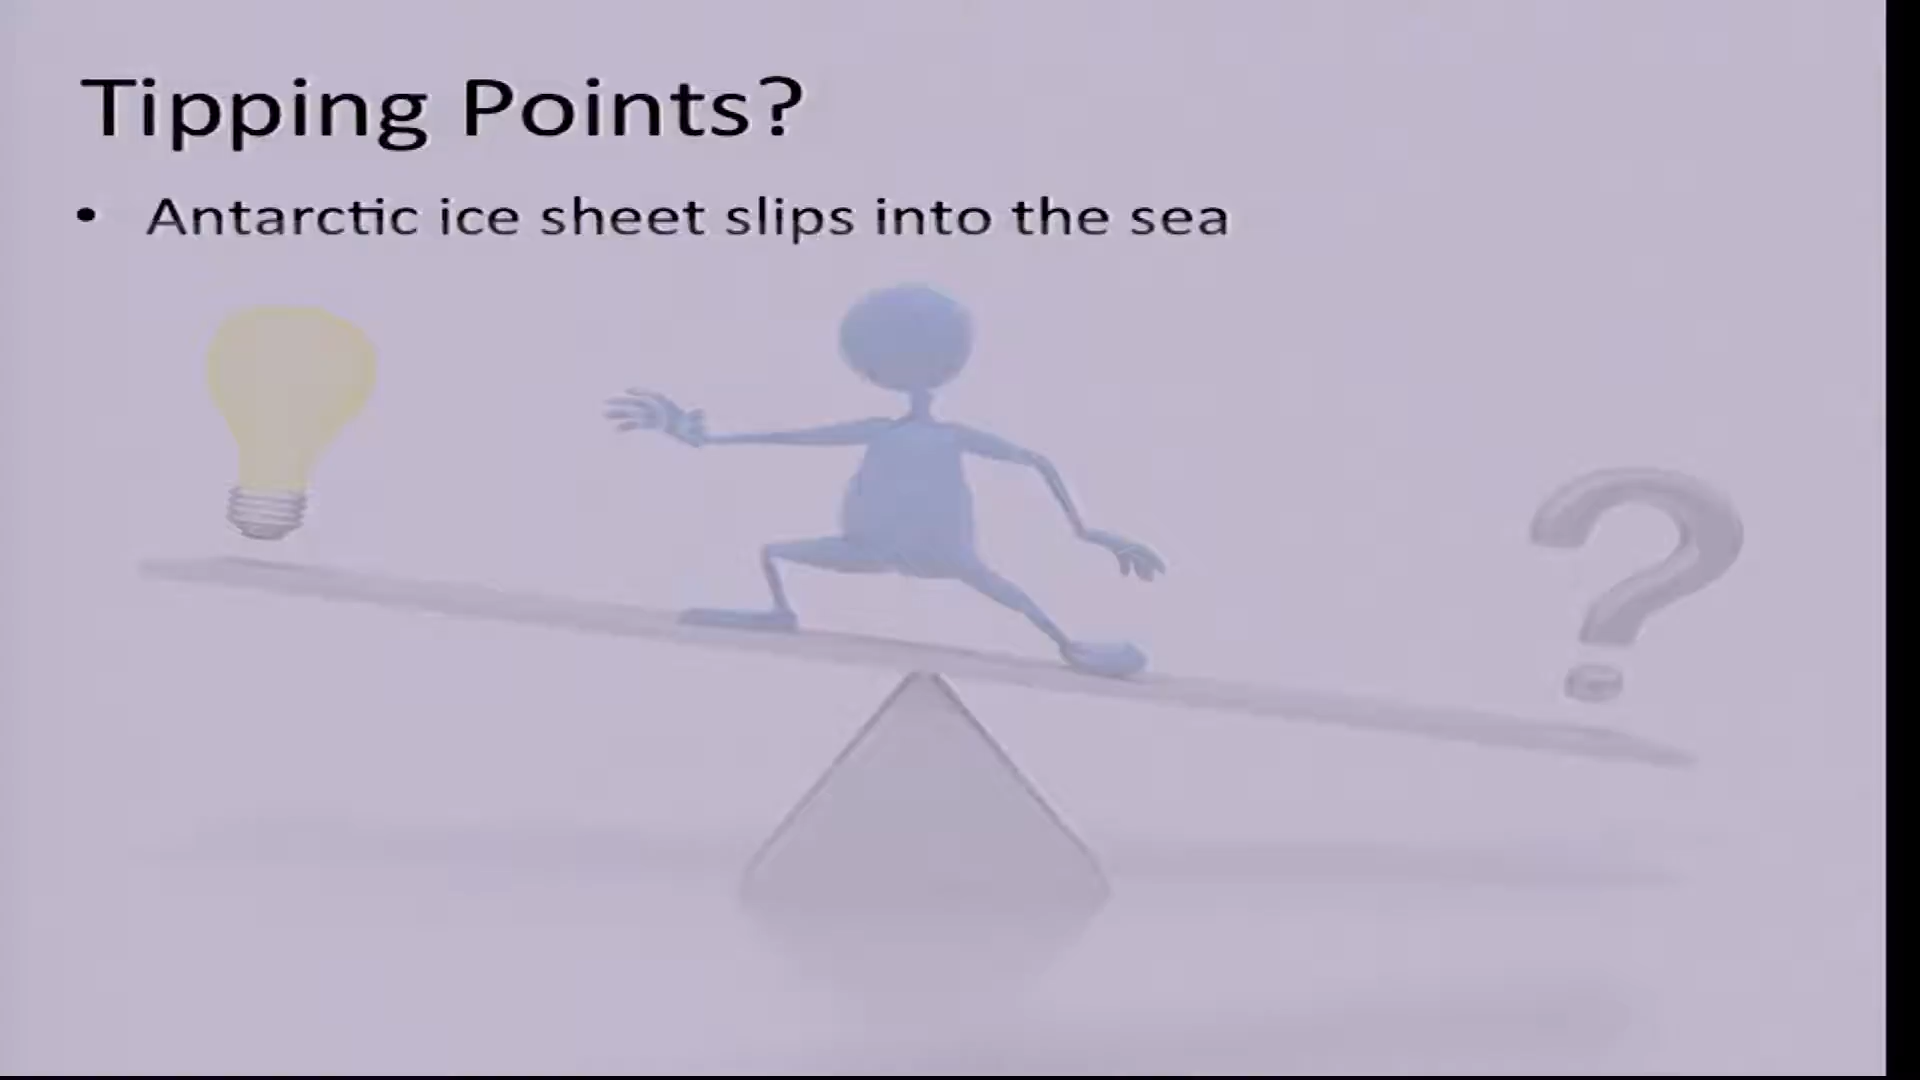 Tipping Points?
• Antarctic ice sheet slips into the sea